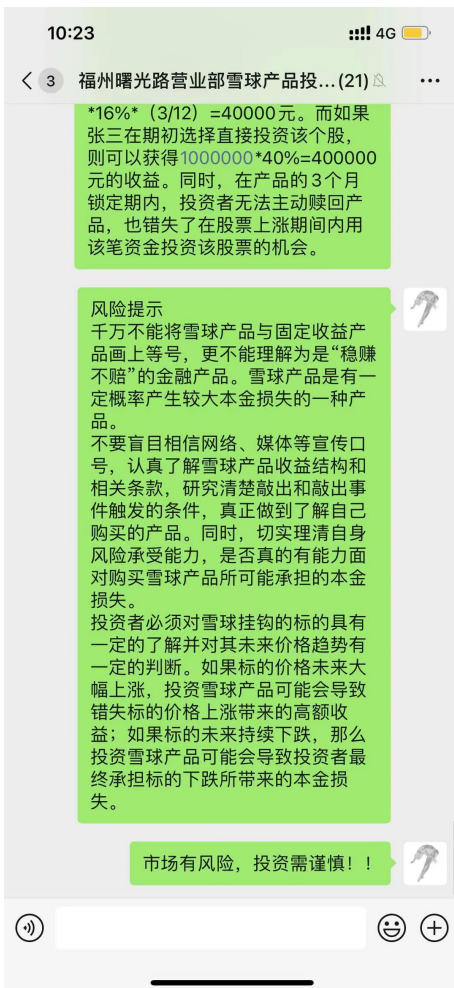 10:23
4G
3
福州曙光路营业部雪球产品投...(21)
*16%*（3/12）=40000元。而如果
张三在期初选择直接投资该个股，
则可以获得1000000*40%=400000
元的收益。同时，在产品的3个月
锁定期内，投资者无法主动赎回产
品，也错失了在股票上涨期间内用
该笔资金投资该股票的机会。
风险提示
千万不能将雪球产品与固定收益产
品画上等号，更不能理解为是“稳赚
不赔”的金融产品。雪球产品是有一
定概率产生较大本金损失的一种产
品。
不要盲目相信网络、媒体等宣传口
号，认真了解雪球产品收益结构和
相关条款，研究清楚敲出和敲出事
件触发的条件，真正做到了解自己
购买的产品。同时，切实理清自身
风险承受能力，是否真的有能力面
对购买雪球产品所可能承担的本金
损失。
投资者必须对雪球挂钩的标的具有
一定的了解并对其未来价格趋势有
一定的判断。如果标的价格未来大
幅上涨，投资雪球产品可能会导致
错失标的价格上涨带来的高额收
益；如果标的未来持续下跌，那么
投资雪球产品可能会导致投资者最
终承担标的下跌所带来的本金损
失。
市场有风险，投资需谨慎！！